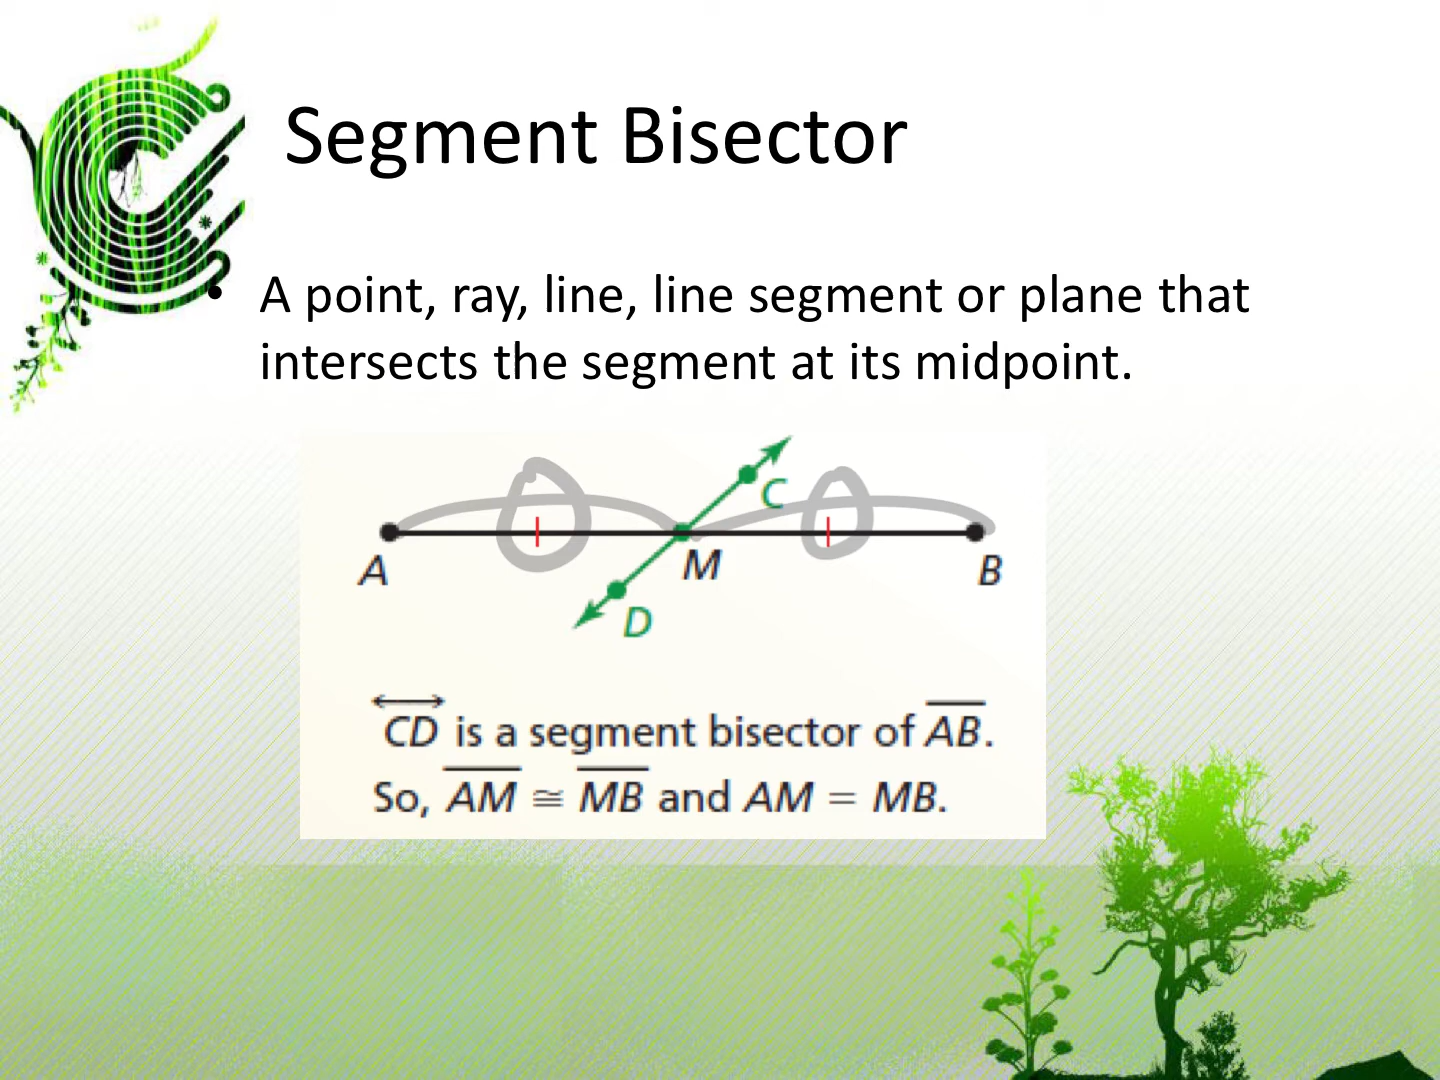 Segment Bisector
• A point, ray, line, line segment or plane that
intersects the segment at its midpoint.
C
A
M
B
D
CD is a segment bisector of AB.
So, AM ≅ MB and AM = MB.